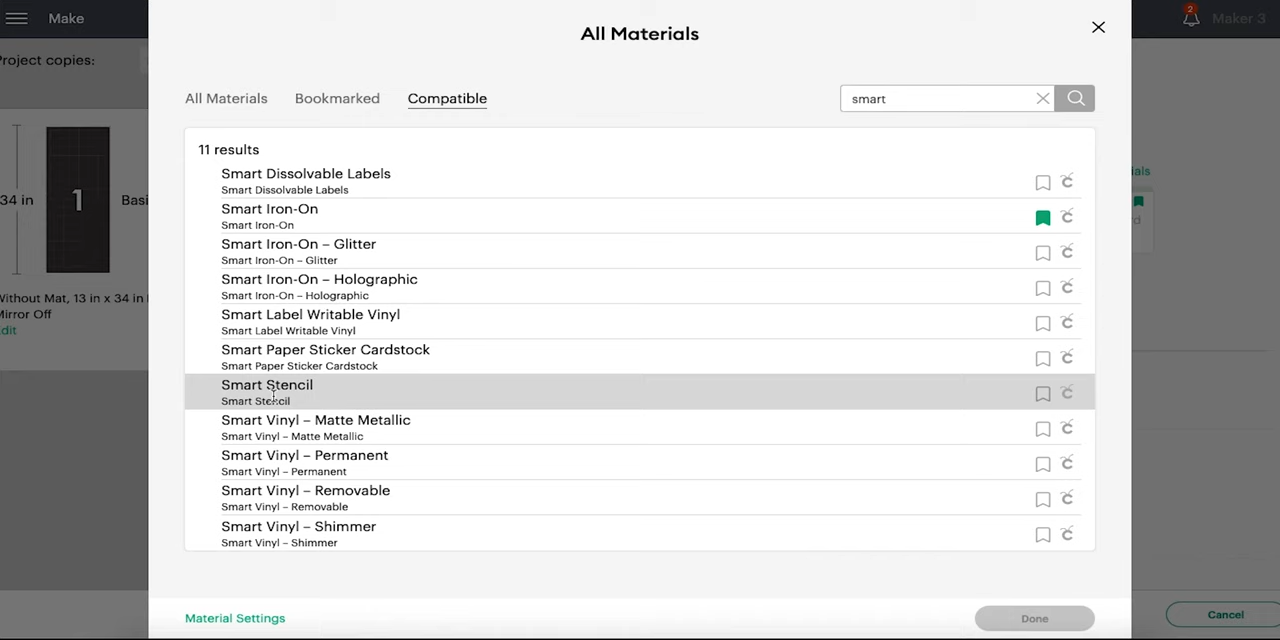 Make
All Materials
2
Maker 3
Project copies:
All Materials
Bookmarked
Compatible
smart
11 results
Smart Dissolvable Labels
Smart Dissolvable Labels
Smart Iron-On
Smart Iron-On
Smart Iron-On – Glitter
Smart Iron-On – Glitter
Smart Iron-On – Holographic
Smart Iron-On – Holographic
Smart Label Writable Vinyl
Smart Label Writable Vinyl
Smart Paper Sticker Cardstock
Smart Paper Sticker Cardstock
Smart Stencil
Smart Stencil
Smart Vinyl – Matte Metallic
Smart Vinyl – Matte Metallic
Smart Vinyl – Permanent
Smart Vinyl – Permanent
Smart Vinyl – Removable
Smart Vinyl – Removable
Smart Vinyl – Shimmer
Smart Vinyl – Shimmer
34 in
1
Basi
Without Mat, 13 in x 34 in
Mirror Off
dit
ials
d
Material Settings
Done
Cancel